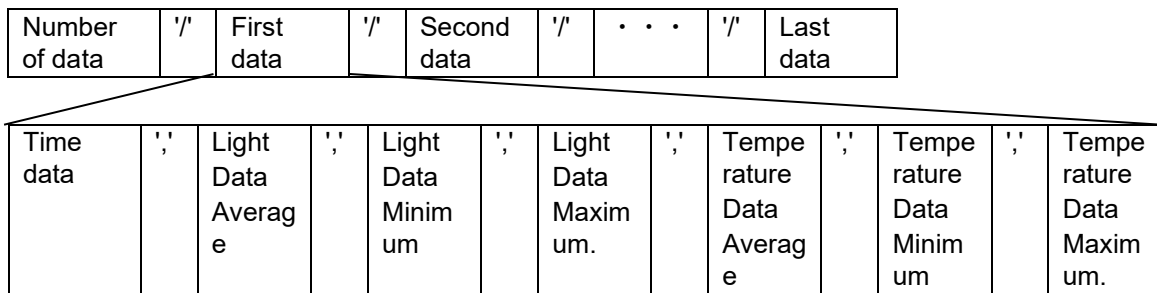 Number of data '/' First data '/' Second data '/' ・・・ '/' Last data
Time data ',' Light Data Average ',' Light Data Minimum ',' Light Data Maximum. ',' Temperature Data Average ',' Temperature Data Minimum ',' Temperature Data Maximum.